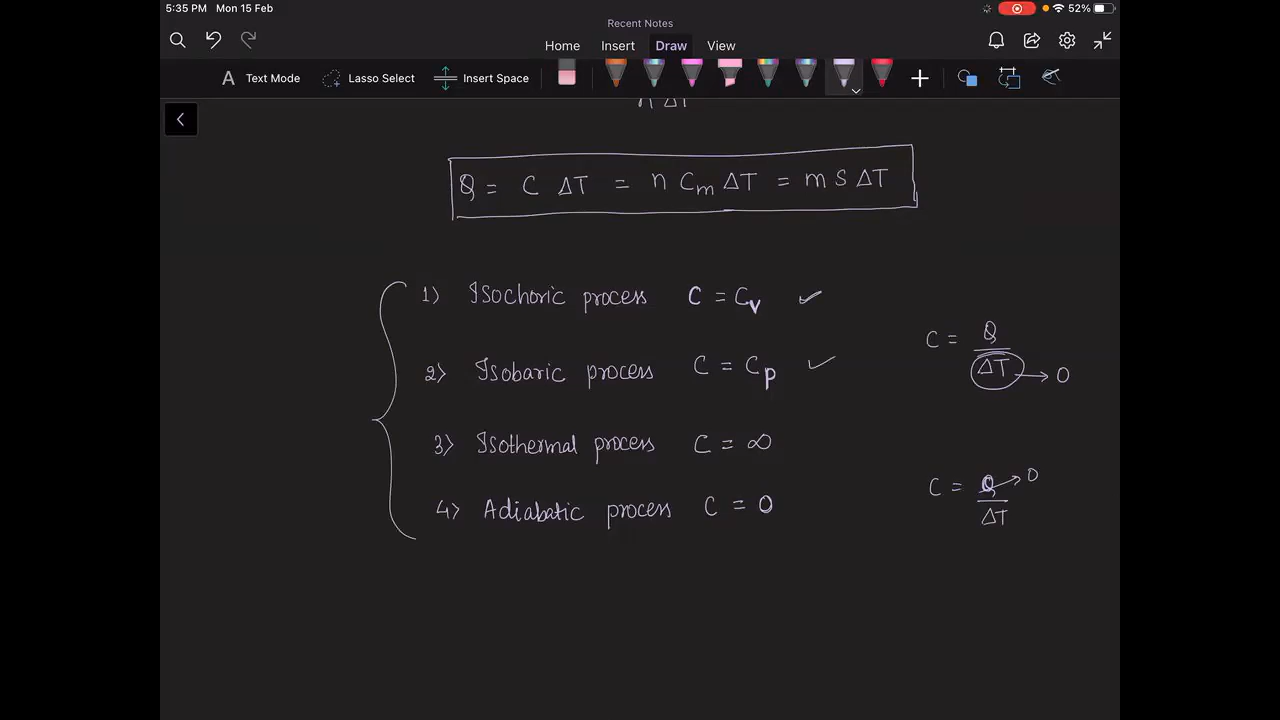 5:35 PM Mon 15 Feb
52%
Recent Notes
Home Insert Draw View
A Text Mode Lasso Select Insert Space
n ΔT
Q = C ΔT = n Cm ΔT = m S ΔT
1) Isochoric process C = Cv ✓
2) Isobaric process C = Cp ✓
C = Q / ΔT → 0
3) Isothermal process C = ∞
4) Adiabatic process C = 0
C = Q → 0 / ΔT